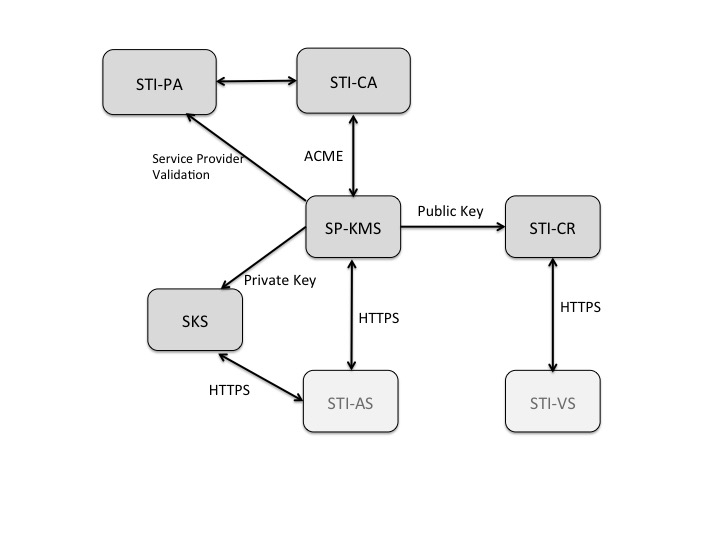 STI-PA
STI-CA
Service Provider
Validation
ACME
SP-KMS
Public Key
STI-CR
Private Key
SKS
HTTPS
HTTPS
HTTPS
STI-AS
STI-VS